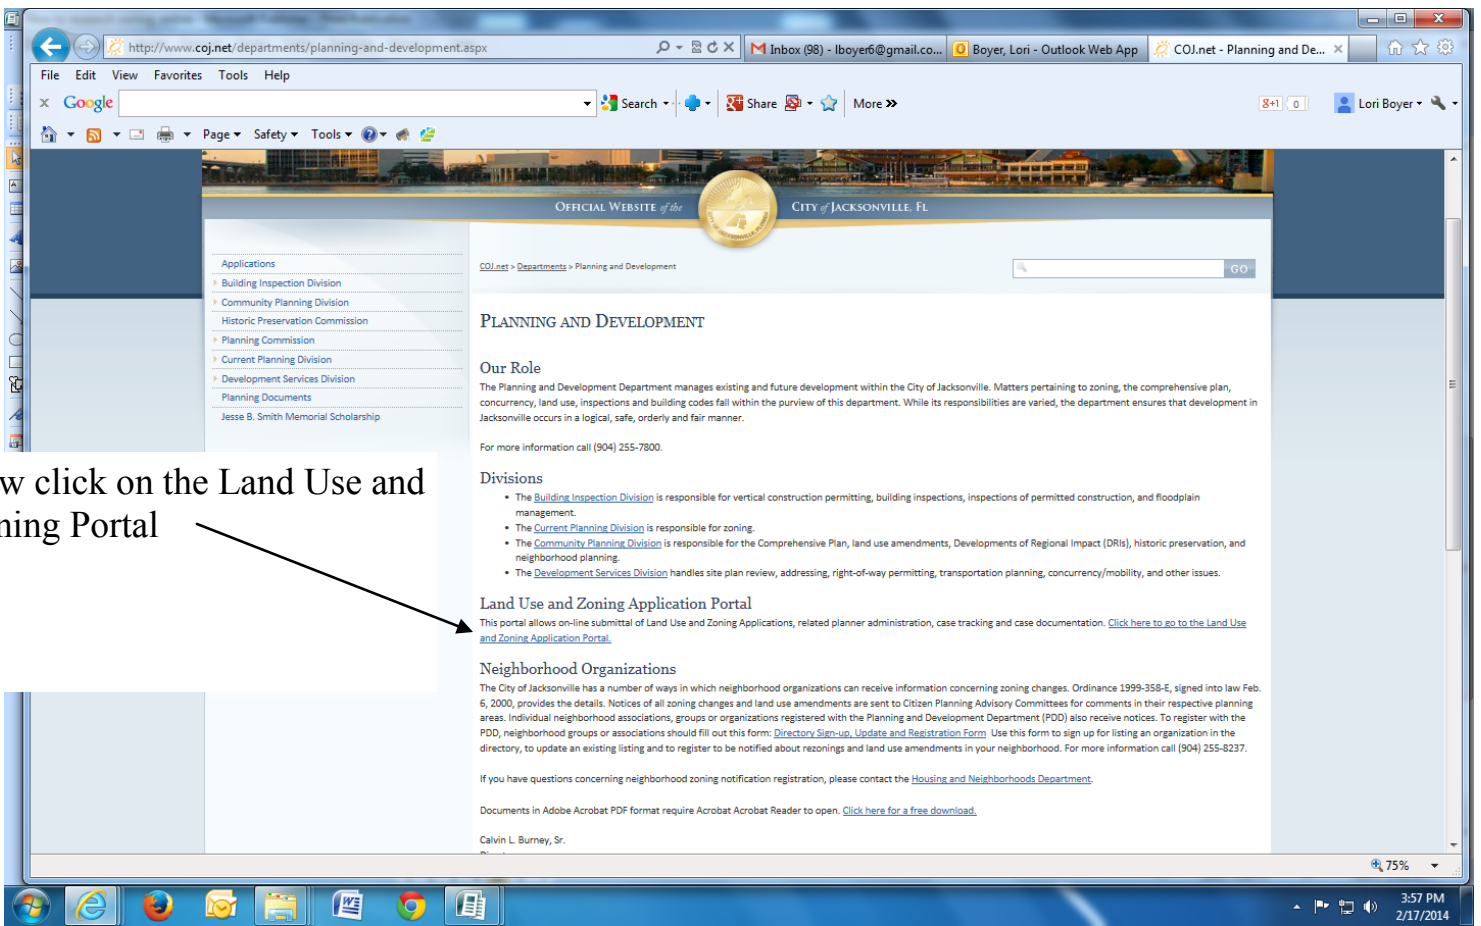 http://www.coj.net/departments/planning-and-development.aspx
Inbox (98) - lboyer6@gmail.co...
Boyer, Lori - Outlook Web App
COJ.net - Planning and De...
File Edit View Favorites Tools Help
x Google
Search
Share
More »
8+1 0
Lori Boyer
Page Safety Tools
OFFICIAL WEBSITE of the CITY of JACKSONVILLE, FL
Applications
Building Inspection Division
Community Planning Division
Historic Preservation Commission
Planning Commission
Current Planning Division
Development Services Division
Planning Documents
Jesse B. Smith Memorial Scholarship
COJ.net > Departments > Planning and Development
GO
PLANNING AND DEVELOPMENT
Our Role
The Planning and Development Department manages existing and future development within the City of Jacksonville. Matters pertaining to zoning, the comprehensive plan,
concurrency, land use, inspections and building codes fall within the purview of this department. While its responsibilities are varied, the department ensures that development in
Jacksonville occurs in a logical, safe, orderly and fair manner.
For more information call (904) 255-7800.
w click on the Land Use and
ning Portal
Divisions
• The Building Inspection Division is responsible for vertical construction permitting, building inspections, inspections of permitted construction, and floodplain
management.
• The Current Planning Division is responsible for zoning.
• The Community Planning Division is responsible for the Comprehensive Plan, land use amendments, Developments of Regional Impact (DRIs), historic preservation, and
neighborhood planning.
• The Development Services Division handles site plan review, addressing, right-of-way permitting, transportation planning, concurrency/mobility, and other issues.
Land Use and Zoning Application Portal
This portal allows on-line submittal of Land Use and Zoning Applications, related planner administration, case tracking and case documentation. Click here to go to the Land Use
and Zoning Application Portal.
Neighborhood Organizations
The City of Jacksonville has a number of ways in which neighborhood organizations can receive information concerning zoning changes. Ordinance 1999-358-E, signed into law Feb.
6, 2000, provides the details. Notices of all zoning changes and land use amendments are sent to Citizen Planning Advisory Committees for comments in their respective planning
areas. Individual neighborhood associations, groups or organizations registered with the Planning and Development Department (PDD) also receive notices. To register with the
PDD, neighborhood groups or associations should fill out this form: Directory Sign-up, Update and Registration Form Use this form to sign up for listing an organization in the
directory, to update an existing listing and to register to be notified about rezonings and land use amendments in your neighborhood. For more information call (904) 255-8237.
If you have questions concerning neighborhood zoning notification registration, please contact the Housing and Neighborhoods Department.
Documents in Adobe Acrobat PDF format require Acrobat Acrobat Reader to open. Click here for a free download.
Calvin L. Burney, Sr.
75%
3:57 PM
2/17/2014